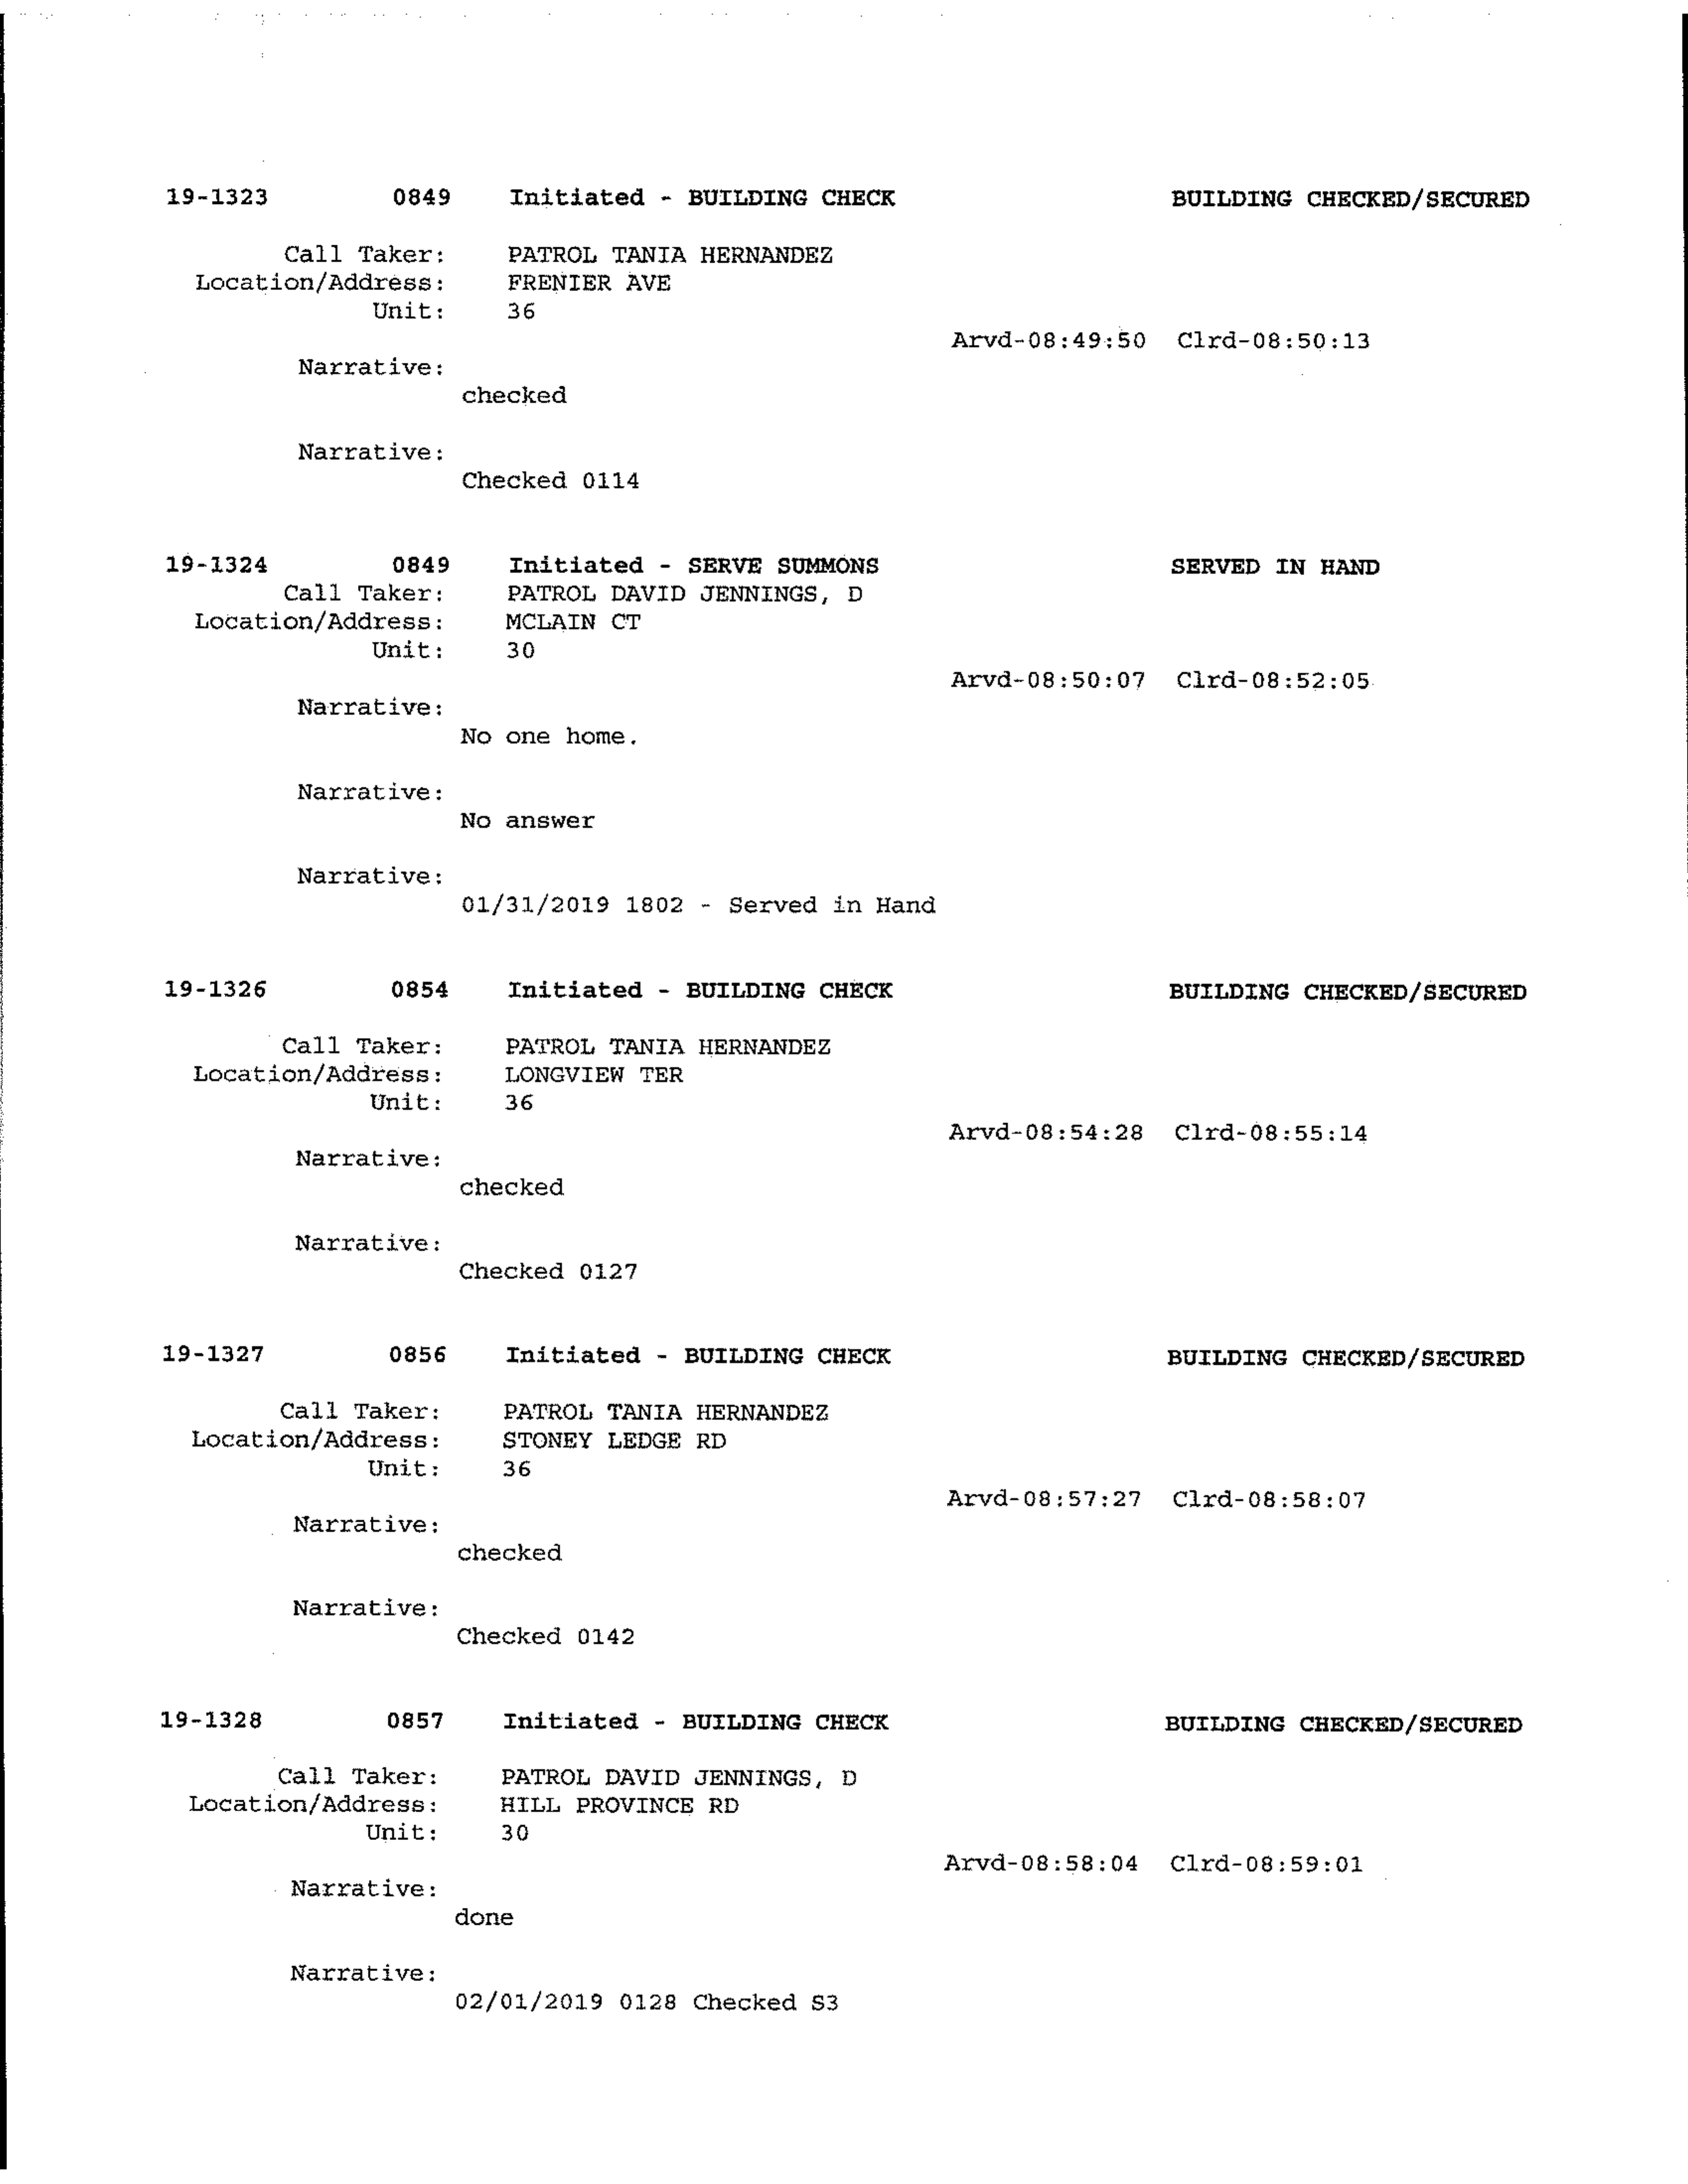 19-1323 0849 Initiated - BUILDING CHECK BUILDING CHECKED/SECURED
Call Taker: PATROL TANIA HERNANDEZ
Location/Address: FRENIER AVE
Unit: 36
Arvd-08:49:50 Clrd-08:50:13
Narrative:
checked
Narrative:
Checked 0114
19-1324 0849 Initiated - SERVE SUMMONS SERVED IN HAND
Call Taker: PATROL DAVID JENNINGS, D
Location/Address: MCLAIN CT
Unit: 30
Arvd-08:50:07 Clrd-08:52:05
Narrative:
No one home.
Narrative:
No answer
Narrative:
01/31/2019 1802 - Served in Hand
19-1326 0854 Initiated - BUILDING CHECK BUILDING CHECKED/SECURED
Call Taker: PATROL TANIA HERNANDEZ
Location/Address: LONGVIEW TER
Unit: 36
Arvd-08:54:28 Clrd-08:55:14
Narrative:
checked
Narrative:
Checked 0127
19-1327 0856 Initiated - BUILDING CHECK BUILDING CHECKED/SECURED
Call Taker: PATROL TANIA HERNANDEZ
Location/Address: STONEY LEDGE RD
Unit: 36
Arvd-08:57:27 Clrd-08:58:07
Narrative:
checked
Narrative:
Checked 0142
19-1328 0857 Initiated - BUILDING CHECK BUILDING CHECKED/SECURED
Call Taker: PATROL DAVID JENNINGS, D
Location/Address: HILL PROVINCE RD
Unit: 30
Arvd-08:58:04 Clrd-08:59:01
Narrative:
done
Narrative:
02/01/2019 0128 Checked S3